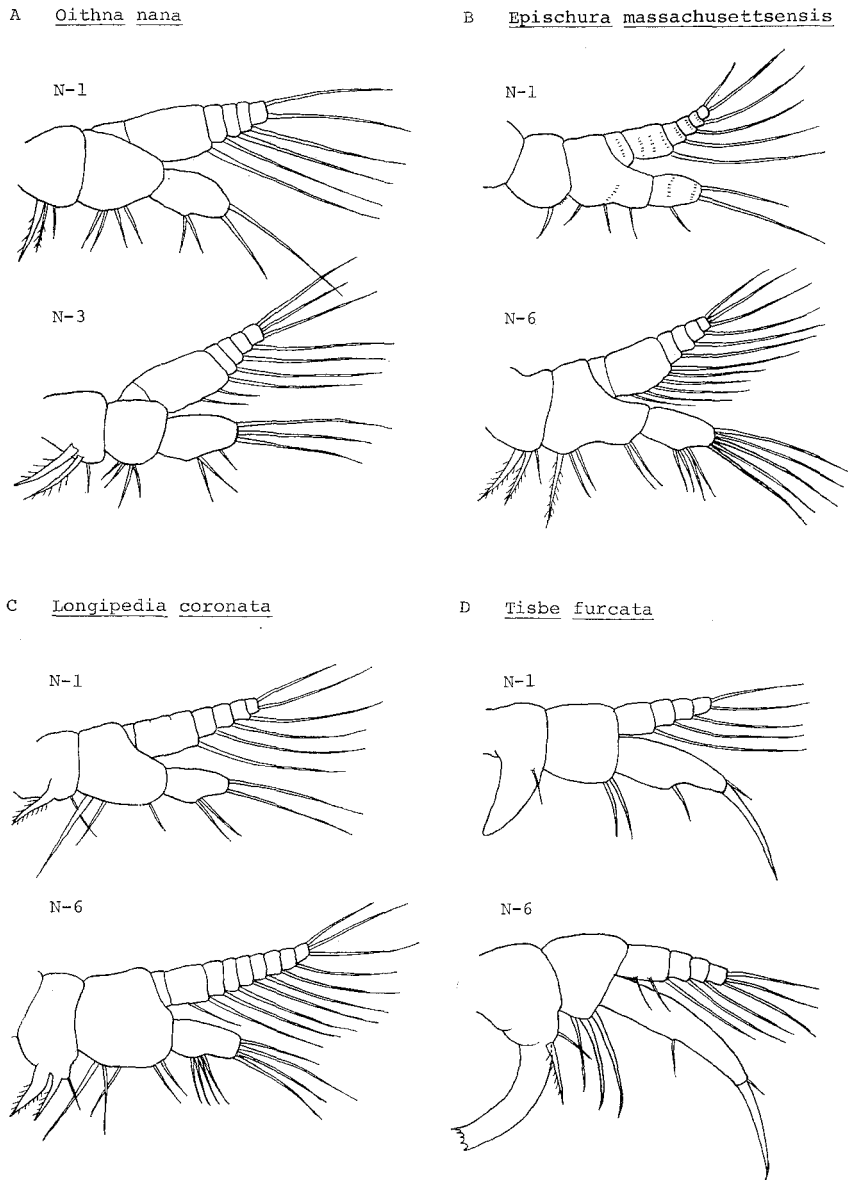 A Oithna nana
N-1
N-3
B Epischura massachusettsensis
N-1
N-6
C Longipedia coronata
N-1
N-6
D Tisbe furcata
N-1
N-6